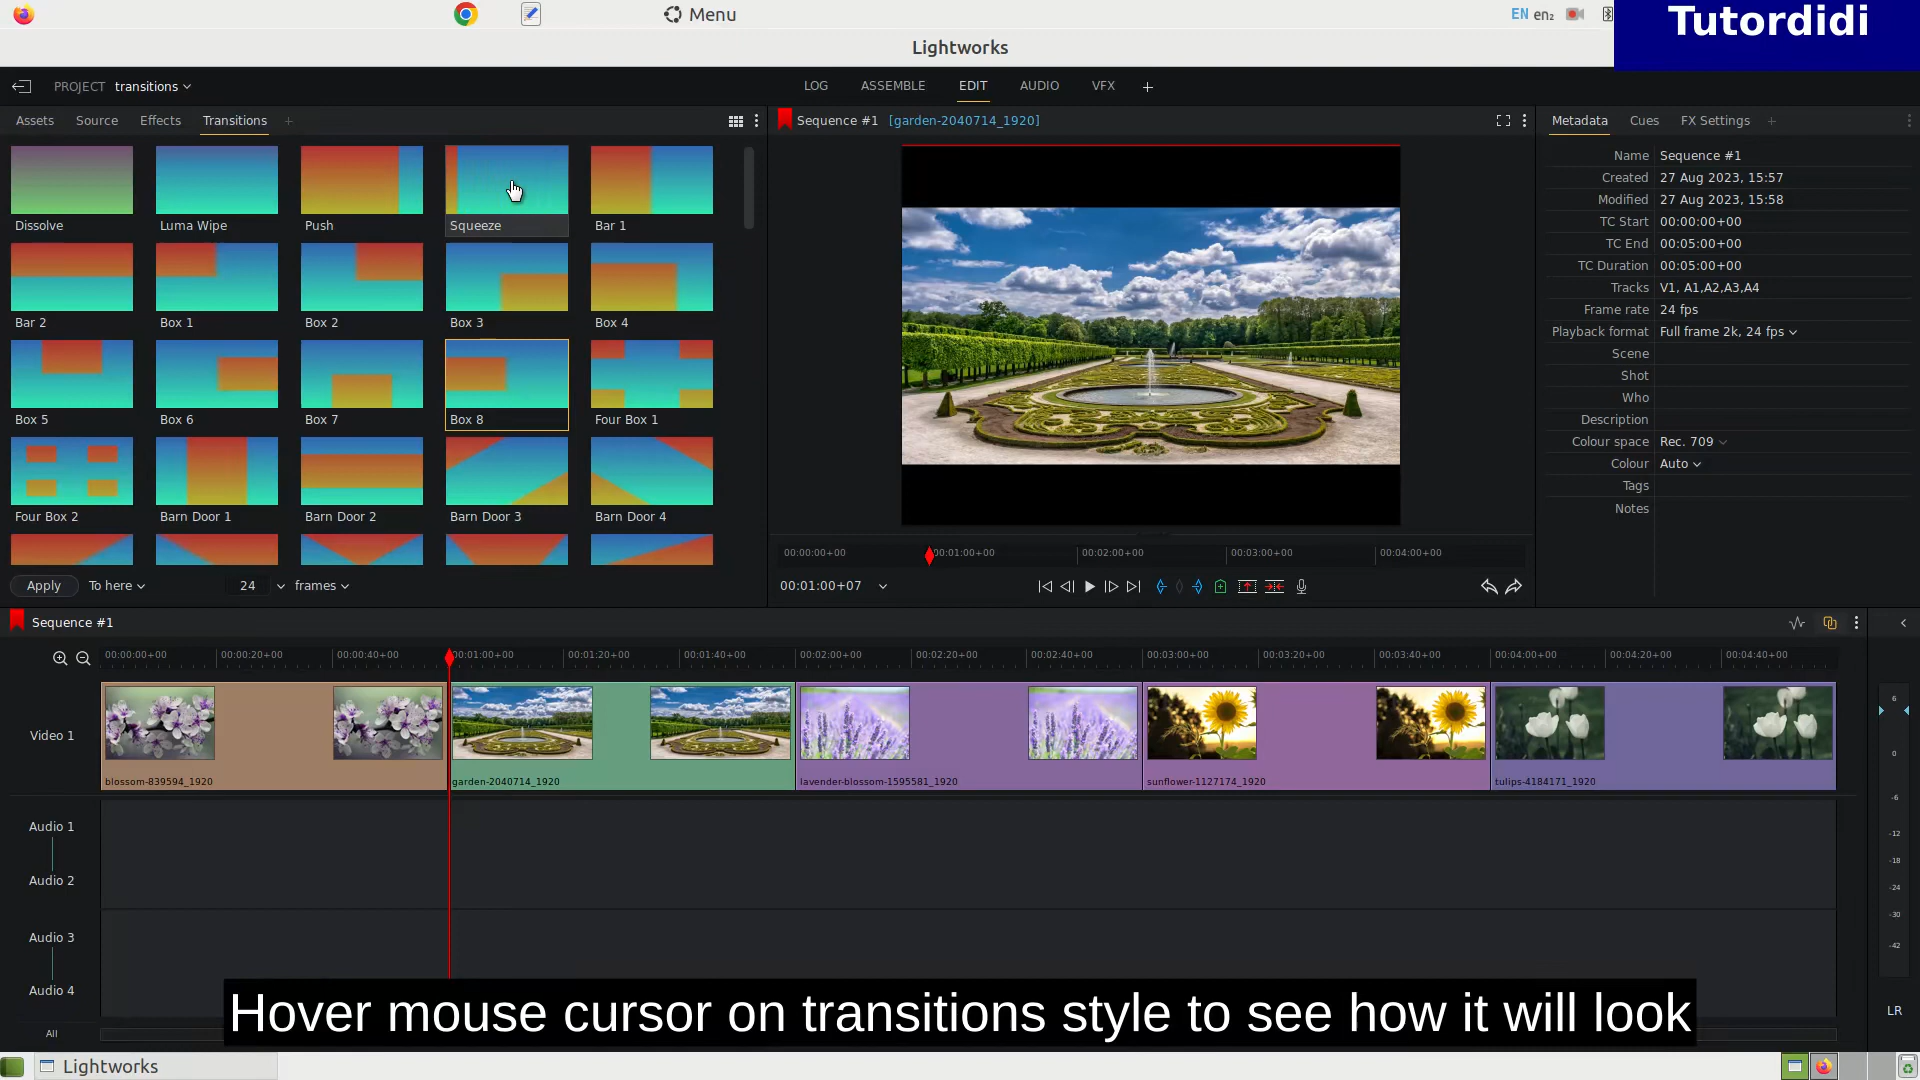 Menu
EN en2
Tutordidi
Lightworks
PROJECT transitions
LOG ASSEMBLE EDIT AUDIO VFX +
Assets Source Effects Transitions +
Sequence #1 [garden-2040714_1920]
Metadata Cues FX Settings +
Dissolve Luma Wipe Push Squeeze Bar 1
Bar 2 Box 1 Box 2 Box 3 Box 4
Box 5 Box 6 Box 7 Box 8 Four Box 1
Four Box 2 Barn Door 1 Barn Door 2 Barn Door 3 Barn Door 4
Apply To here 24 frames
00:00:00+00 00:01:00+00 00:02:00+00 00:03:00+00 00:04:00+00
00:01:00+07
Name Sequence #1
Created 27 Aug 2023, 15:57
Modified 27 Aug 2023, 15:58
TC Start 00:00:00+00
TC End 00:05:00+00
TC Duration 00:05:00+00
Tracks V1, A1,A2,A3,A4
Frame rate 24 fps
Playback format Full frame 2k, 24 fps
Scene
Shot
Who
Description
Colour space Rec. 709
Colour Auto
Tags
Notes
Sequence #1
00:00:00+00 00:00:20+00 00:00:40+00 00:01:00+00 00:01:20+00 00:01:40+00 00:02:00+00 00:02:20+00 00:02:40+00 00:03:00+00 00:03:20+00 00:03:40+00 00:04:00+00 00:04:20+00 00:04:40+00
Video 1
blossom-839594_1920 garden-2040714_1920 lavender-blossom-1595581_1920 sunflower-1127174_1920 tulips-4184171_1920
Audio 1
Audio 2
Audio 3
Audio 4
All
6
0
-6
-12
-18
-24
-30
-42
LR
Hover mouse cursor on transitions style to see how it will look
Lightworks